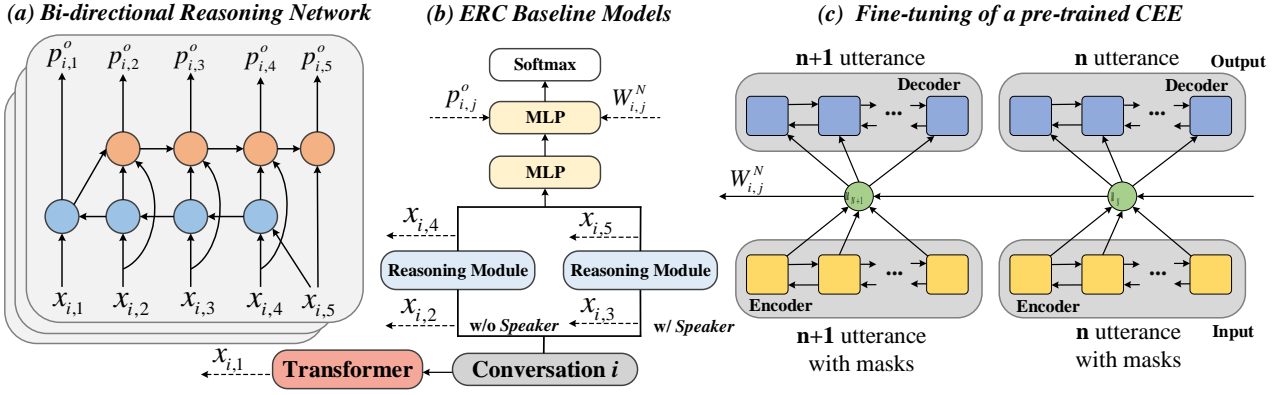 (a) Bi-directional Reasoning Network
p^o_{i,1} p^o_{i,2} p^o_{i,3} p^o_{i,4} p^o_{i,5}
x_{i,1} x_{i,2} x_{i,3} x_{i,4} x_{i,5}
(b) ERC Baseline Models
Softmax
p^o_{i,j} W^N_{i,j}
MLP
MLP
x_{i,4} x_{i,5}
Reasoning Module Reasoning Module
x_{i,2} x_{i,3}
w/o Speaker w/ Speaker
x_{i,1}
Transformer Conversation i
(c) Fine-tuning of a pre-trained CEE
n+1 utterance n utterance
Output
Decoder Decoder
... ...
W^N_{i,j}
... ...
Encoder Encoder
Input
n+1 utterance n utterance
with masks with masks